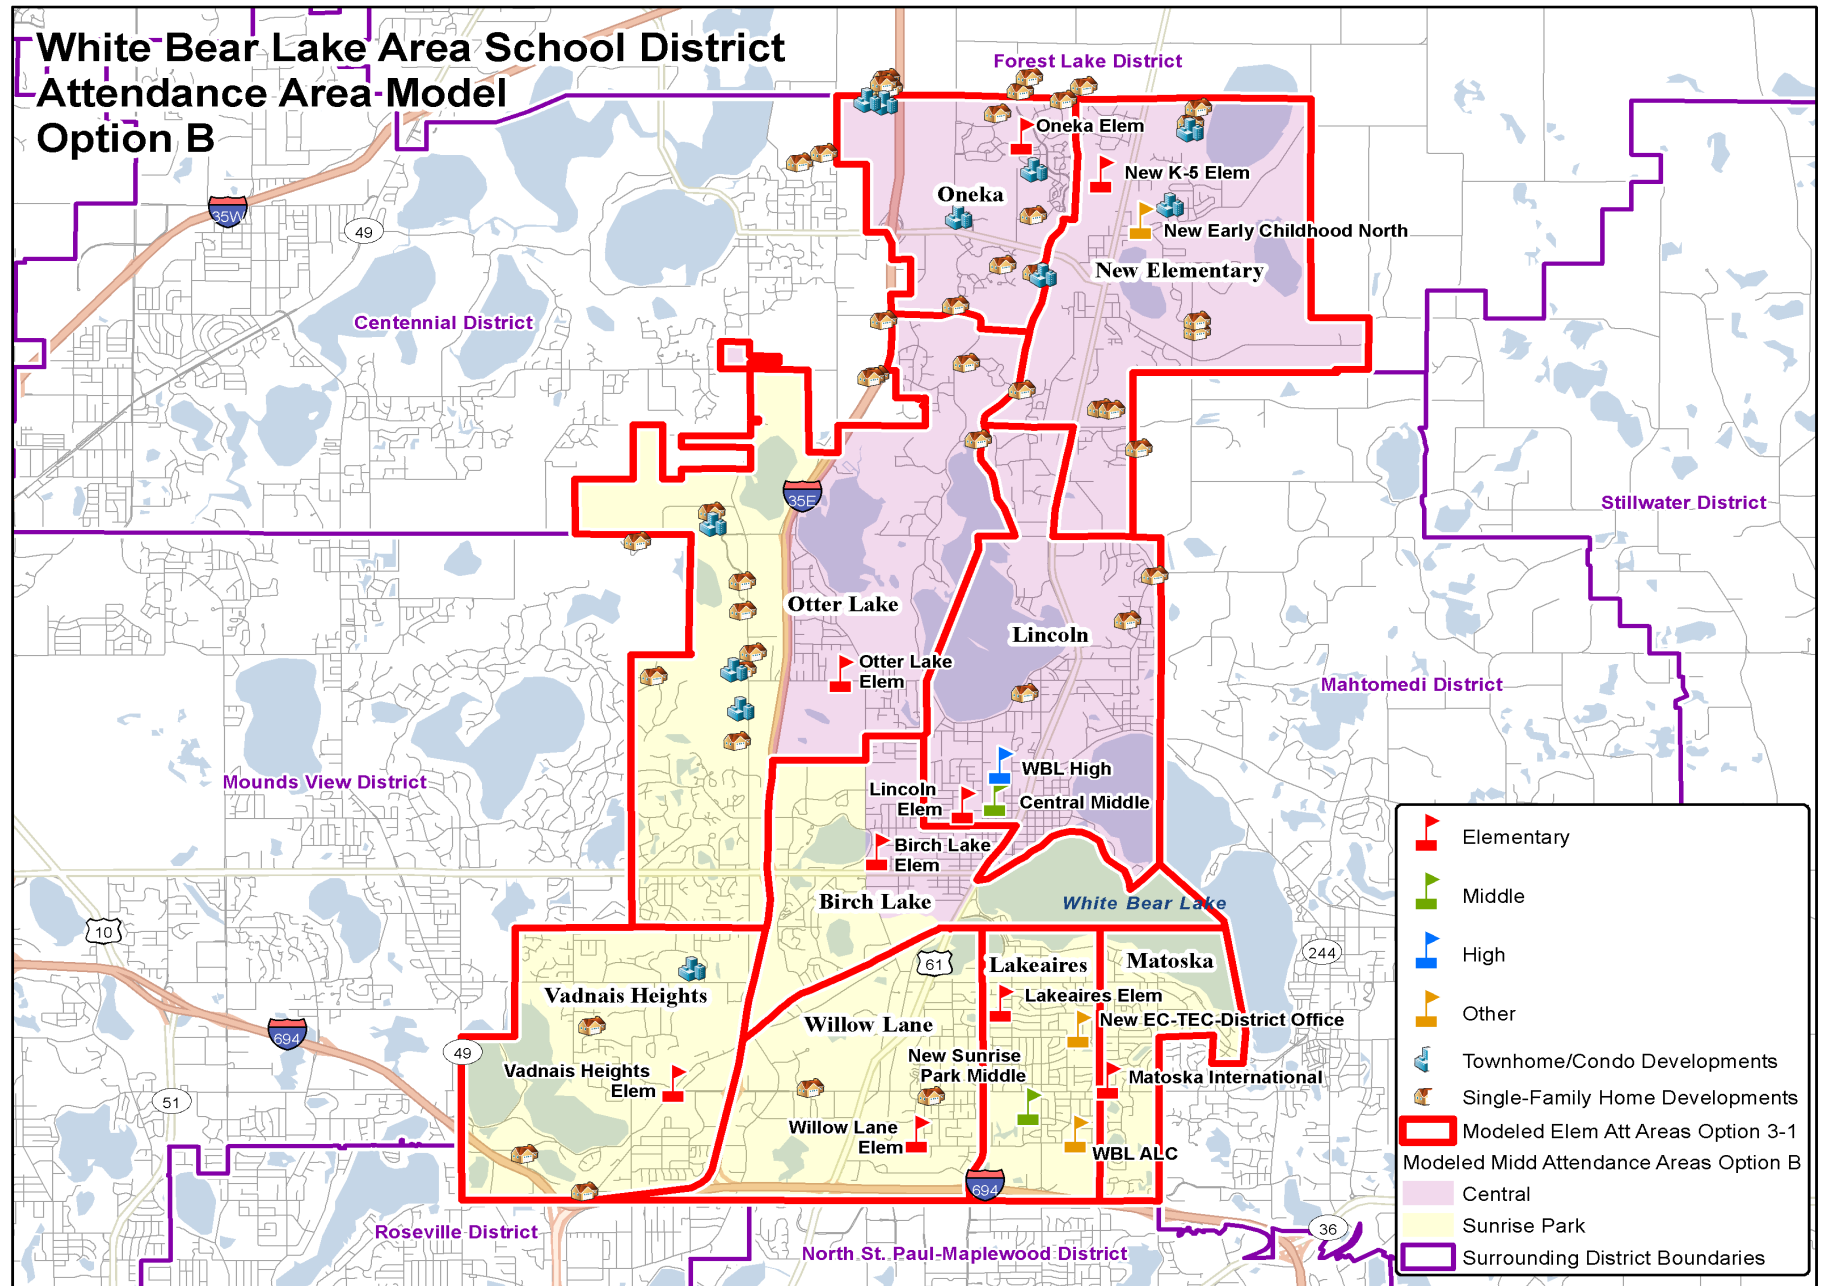 White Bear Lake Area School District
Attendance Area Model
Option B
Forest Lake District
Oneka Elem
New K-5 Elem
Oneka
35W
49
New Early Childhood North
New Elementary
Centennial District
35E
Stillwater District
Otter Lake
Lincoln
Otter Lake
Elem
Mahtomedi District
Mounds View District
WBL High
Lincoln
Elem
Central Middle
Birch Lake
Elem
Birch Lake
White Bear Lake
10
61
244
Lakeaires
Matoska
Vadnais Heights
Lakeaires Elem
New EC-TEC-District Office
Willow Lane
694
49
New Sunrise
Park Middle
Vadnais Heights
Elem
Matoska International
51
Willow Lane
Elem
WBL ALC
694
36
Roseville District
North St. Paul-Maplewood District
Elementary
Middle
High
Other
Townhome/Condo Developments
Single-Family Home Developments
Modeled Elem Att Areas Option 3-1
Modeled Midd Attendance Areas Option B
Central
Sunrise Park
Surrounding District Boundaries